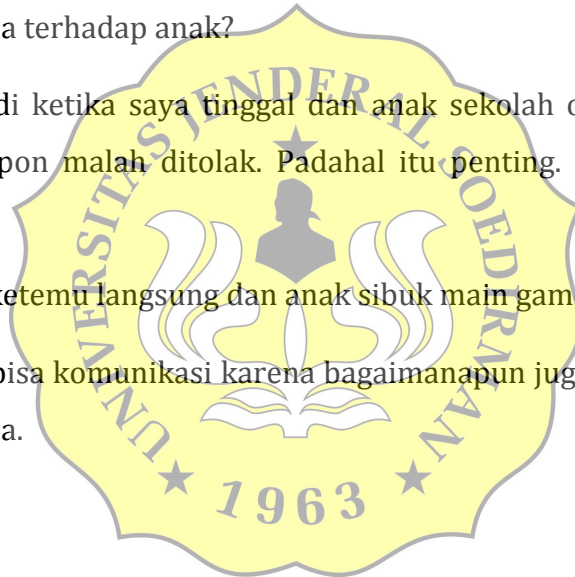 a terhadap anak?
di ketika saya tinggal dan anak sekolah
pon malah ditolak. Padahal itu penting.
ketemu langsung dan anak sibuk main gam
bisa komunikasi karena bagaimanapun jug
a.
UNIVERSITAS JENDERAL SOEDIRMAN
1963